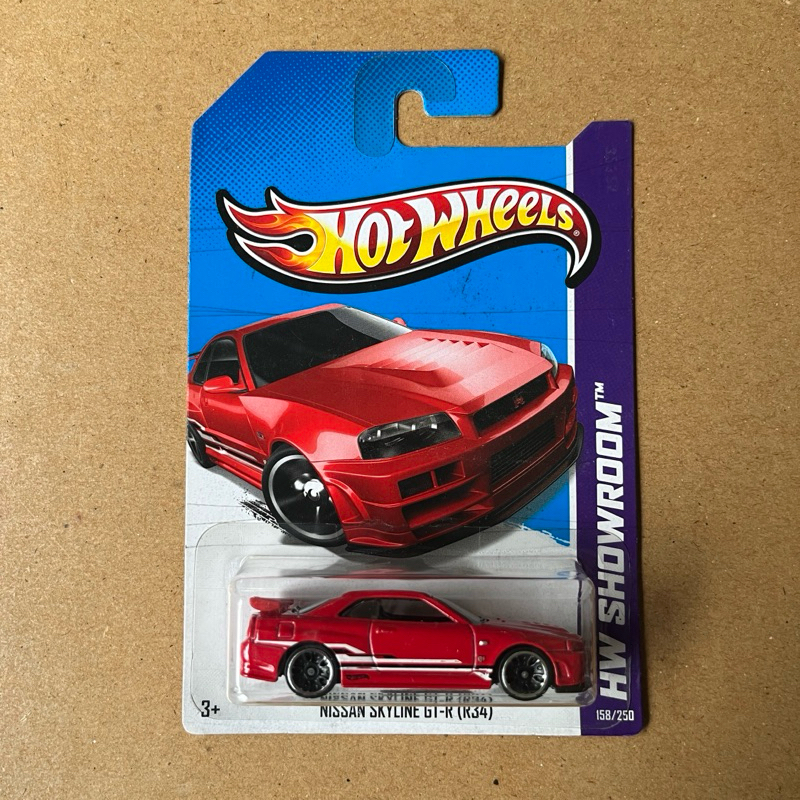 HOT WHEELS®
HW SHOWROOM™
3+
NISSAN SKYLINE GT-R (R34)
158/250